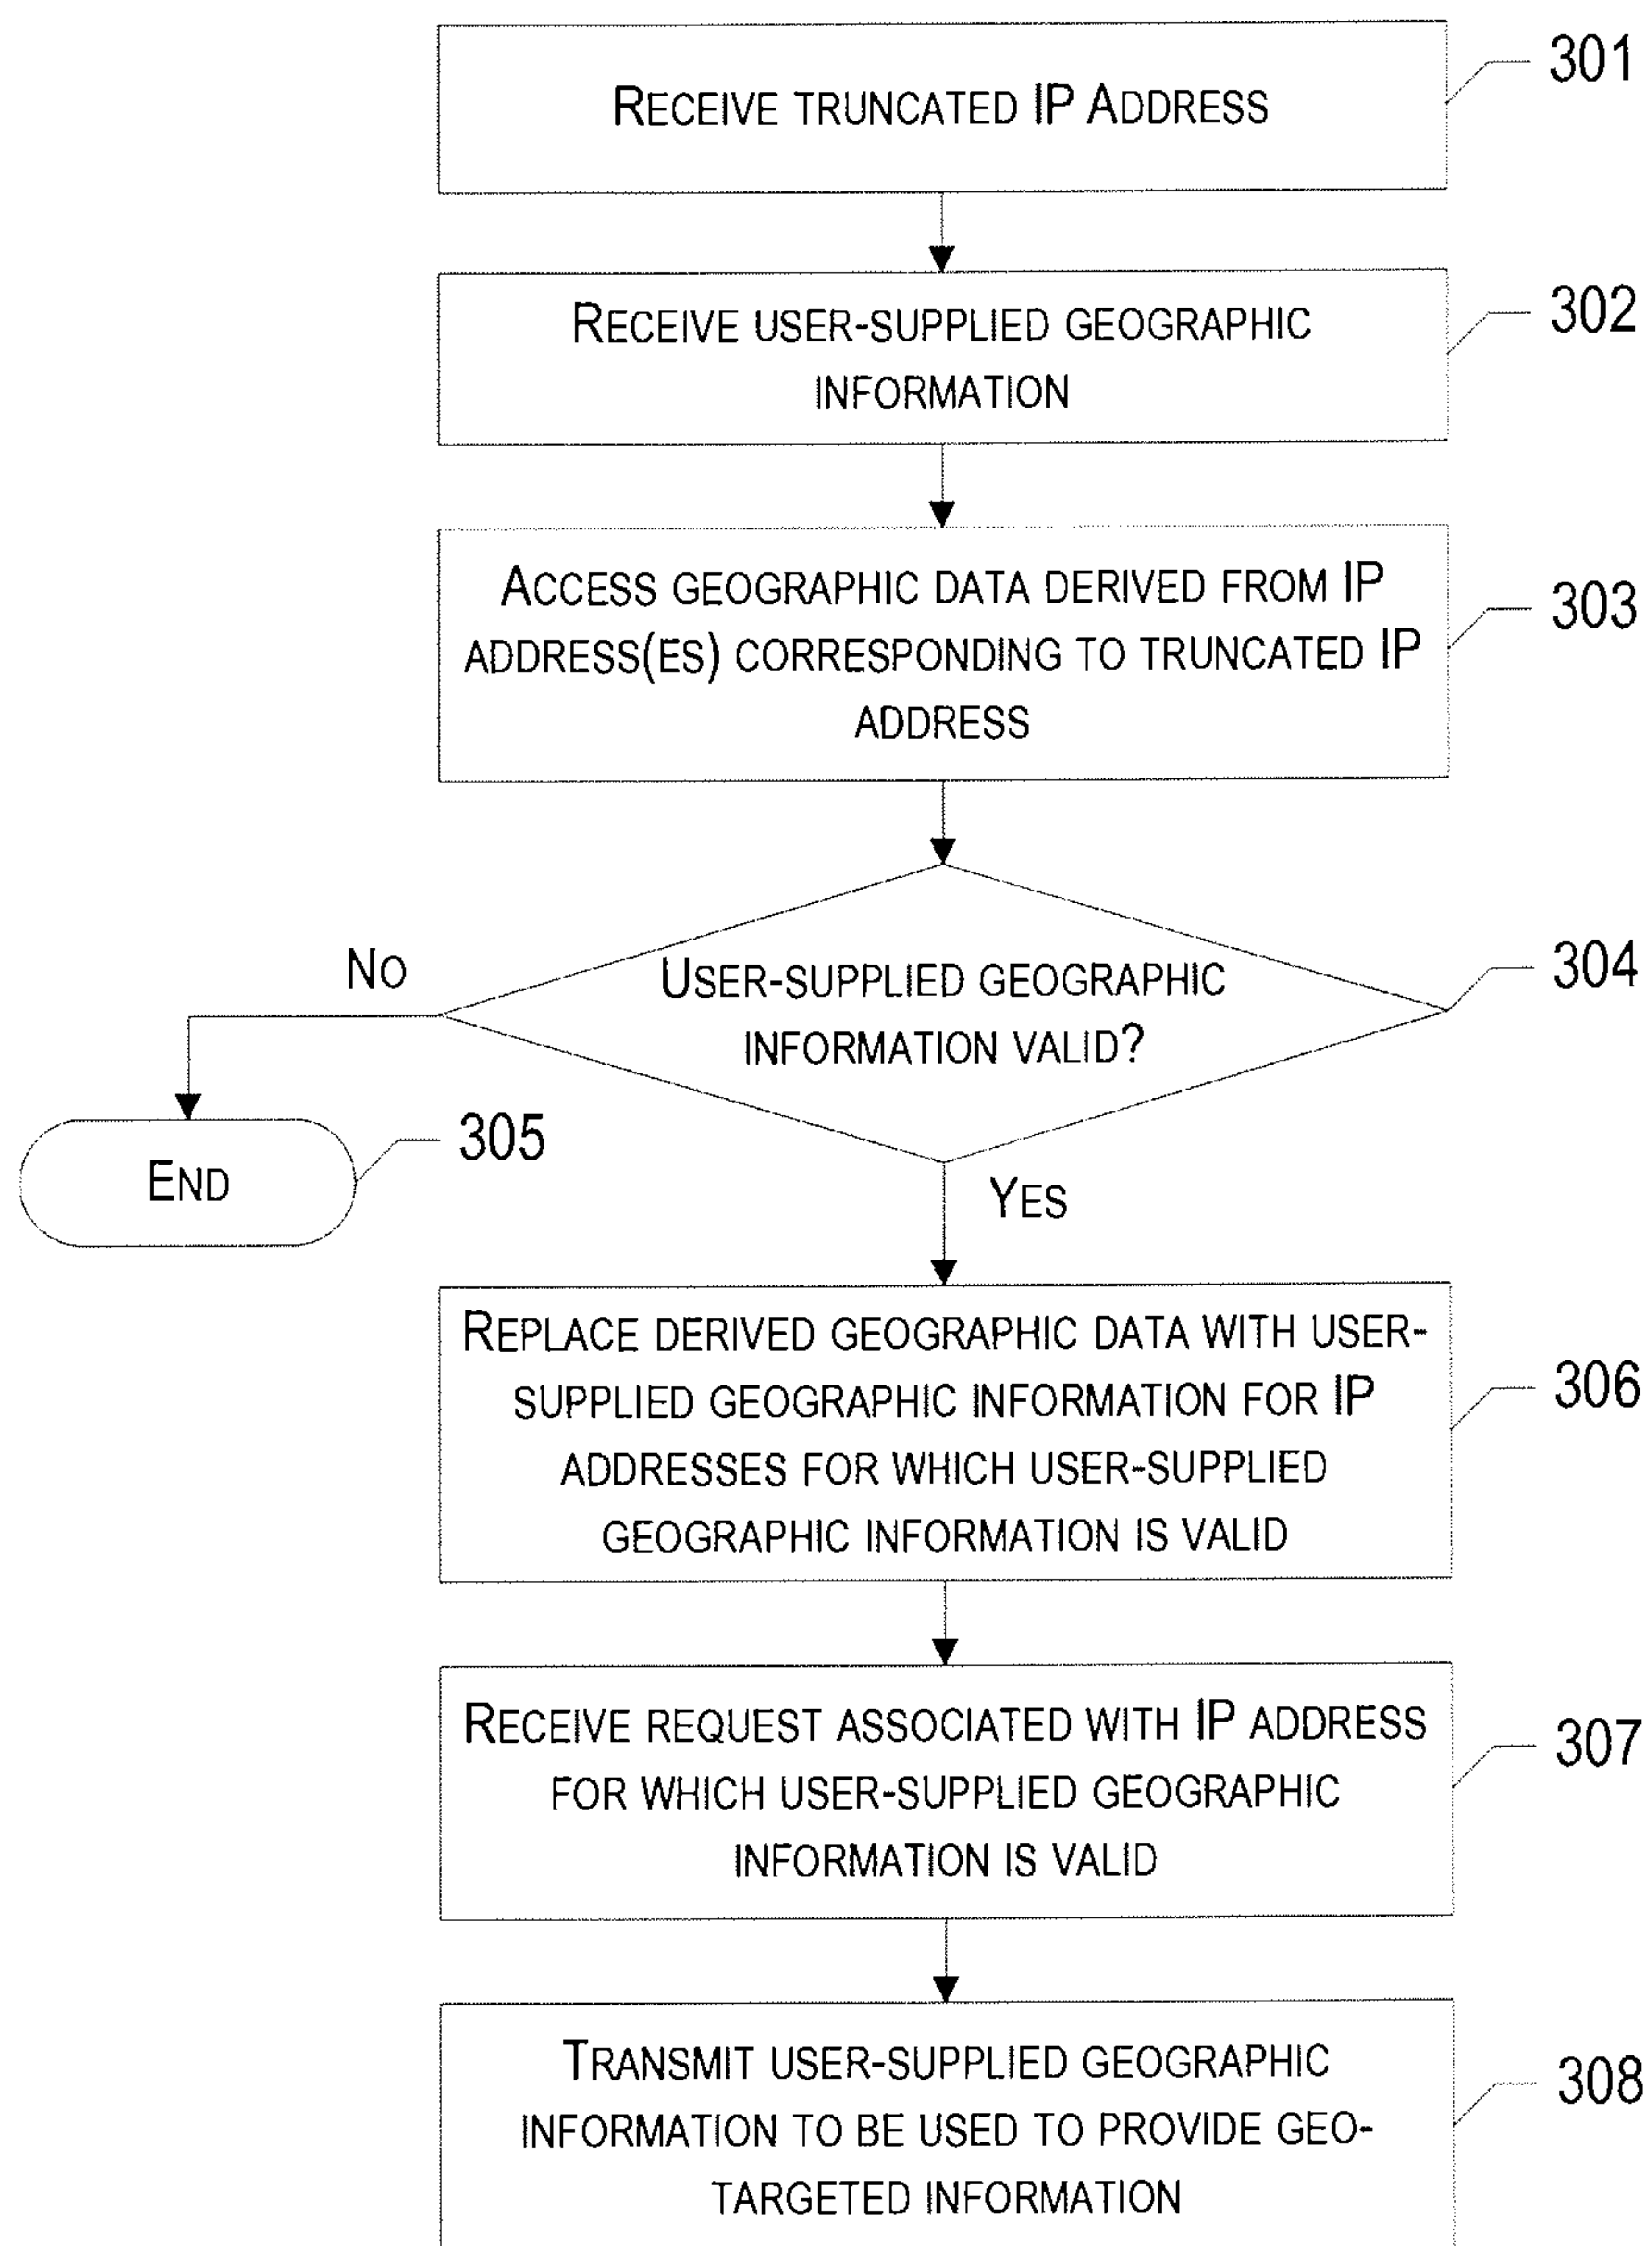 RECEIVE TRUNCATED IP ADDRESS
301
RECEIVE USER-SUPPLIED GEOGRAPHIC
INFORMATION
302
ACCESS GEOGRAPHIC DATA DERIVED FROM IP
ADDRESS(ES) CORRESPONDING TO TRUNCATED IP
ADDRESS
303
NO
USER-SUPPLIED GEOGRAPHIC
INFORMATION VALID?
304
END
305
YES
REPLACE DERIVED GEOGRAPHIC DATA WITH USER-
SUPPLIED GEOGRAPHIC INFORMATION FOR IP
ADDRESSES FOR WHICH USER-SUPPLIED
GEOGRAPHIC INFORMATION IS VALID
306
RECEIVE REQUEST ASSOCIATED WITH IP ADDRESS
FOR WHICH USER-SUPPLIED GEOGRAPHIC
INFORMATION IS VALID
307
TRANSMIT USER-SUPPLIED GEOGRAPHIC
INFORMATION TO BE USED TO PROVIDE GEO-
TARGETED INFORMATION
308